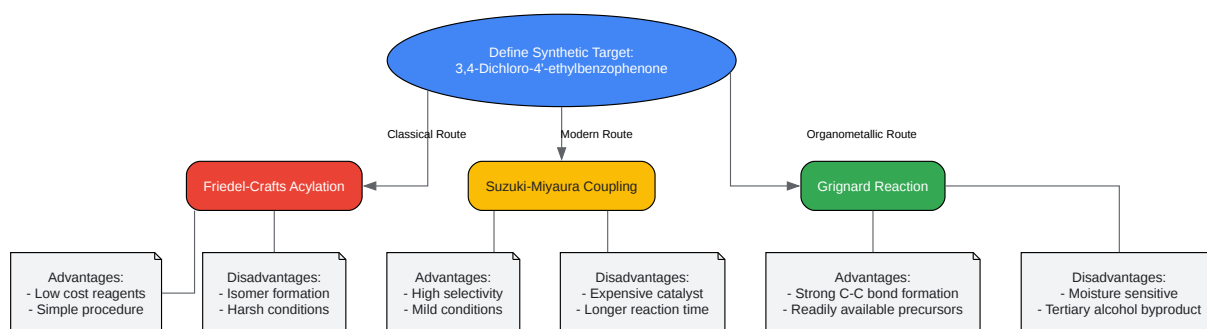 Define Synthetic Target:
3,4-Dichloro-4'-ethylbenzophenone
Classical Route
Modern Route
Organometallic Route
Friedel-Crafts Acylation
Suzuki-Miyaura Coupling
Grignard Reaction
Advantages:
- Low cost reagents
- Simple procedure
Disadvantages:
- Isomer formation
- Harsh conditions
Advantages:
- High selectivity
- Mild conditions
Disadvantages:
- Expensive catalyst
- Longer reaction time
Advantages:
- Strong C-C bond formation
- Readily available precursors
Disadvantages:
- Moisture sensitive
- Tertiary alcohol byproduct